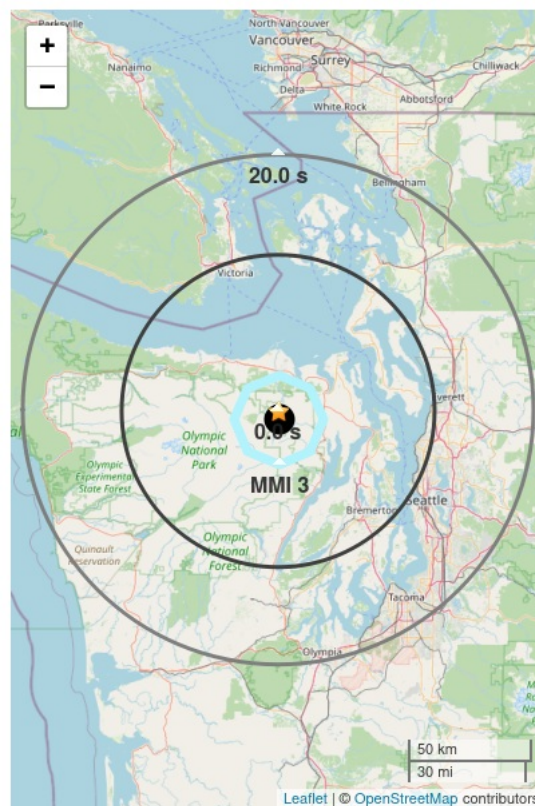 Parksville
North Vancouver
+
Vancouver
Nanaimo
Richmond
Surrey
Chilliwack
Delta
Abbotsford
−
White Rock
20.0 s
Bellingham
Victoria
0.0 s
Olympic
National
Park
Olympic
Experimental
State Forest
MMI 3
Seattle
Bremerton
Quinault
Reservation
Olympic
National
Forest
Tacoma
Olympia
50 km
30 mi
Leaflet | © OpenStreetMap contributors